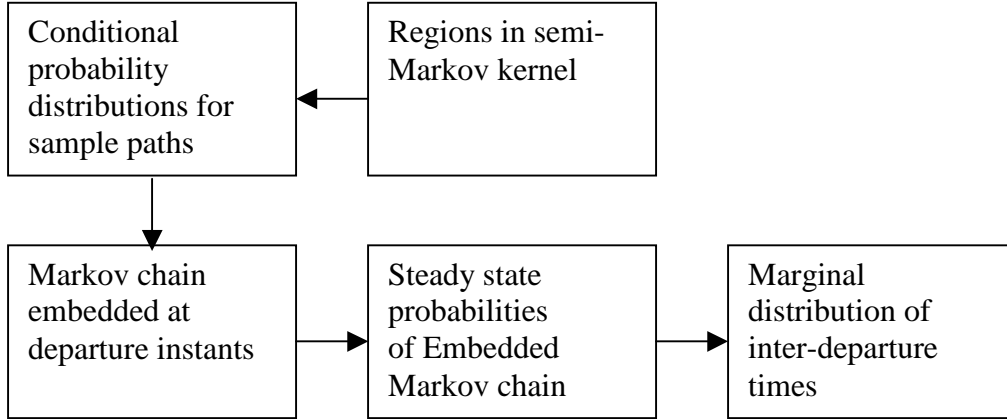 Conditional
probability
distributions for
sample paths
Regions in semi-
Markov kernel
Markov chain
embedded at
departure instants
Steady state
probabilities
of Embedded
Markov chain
Marginal
distribution of
inter-departure
times